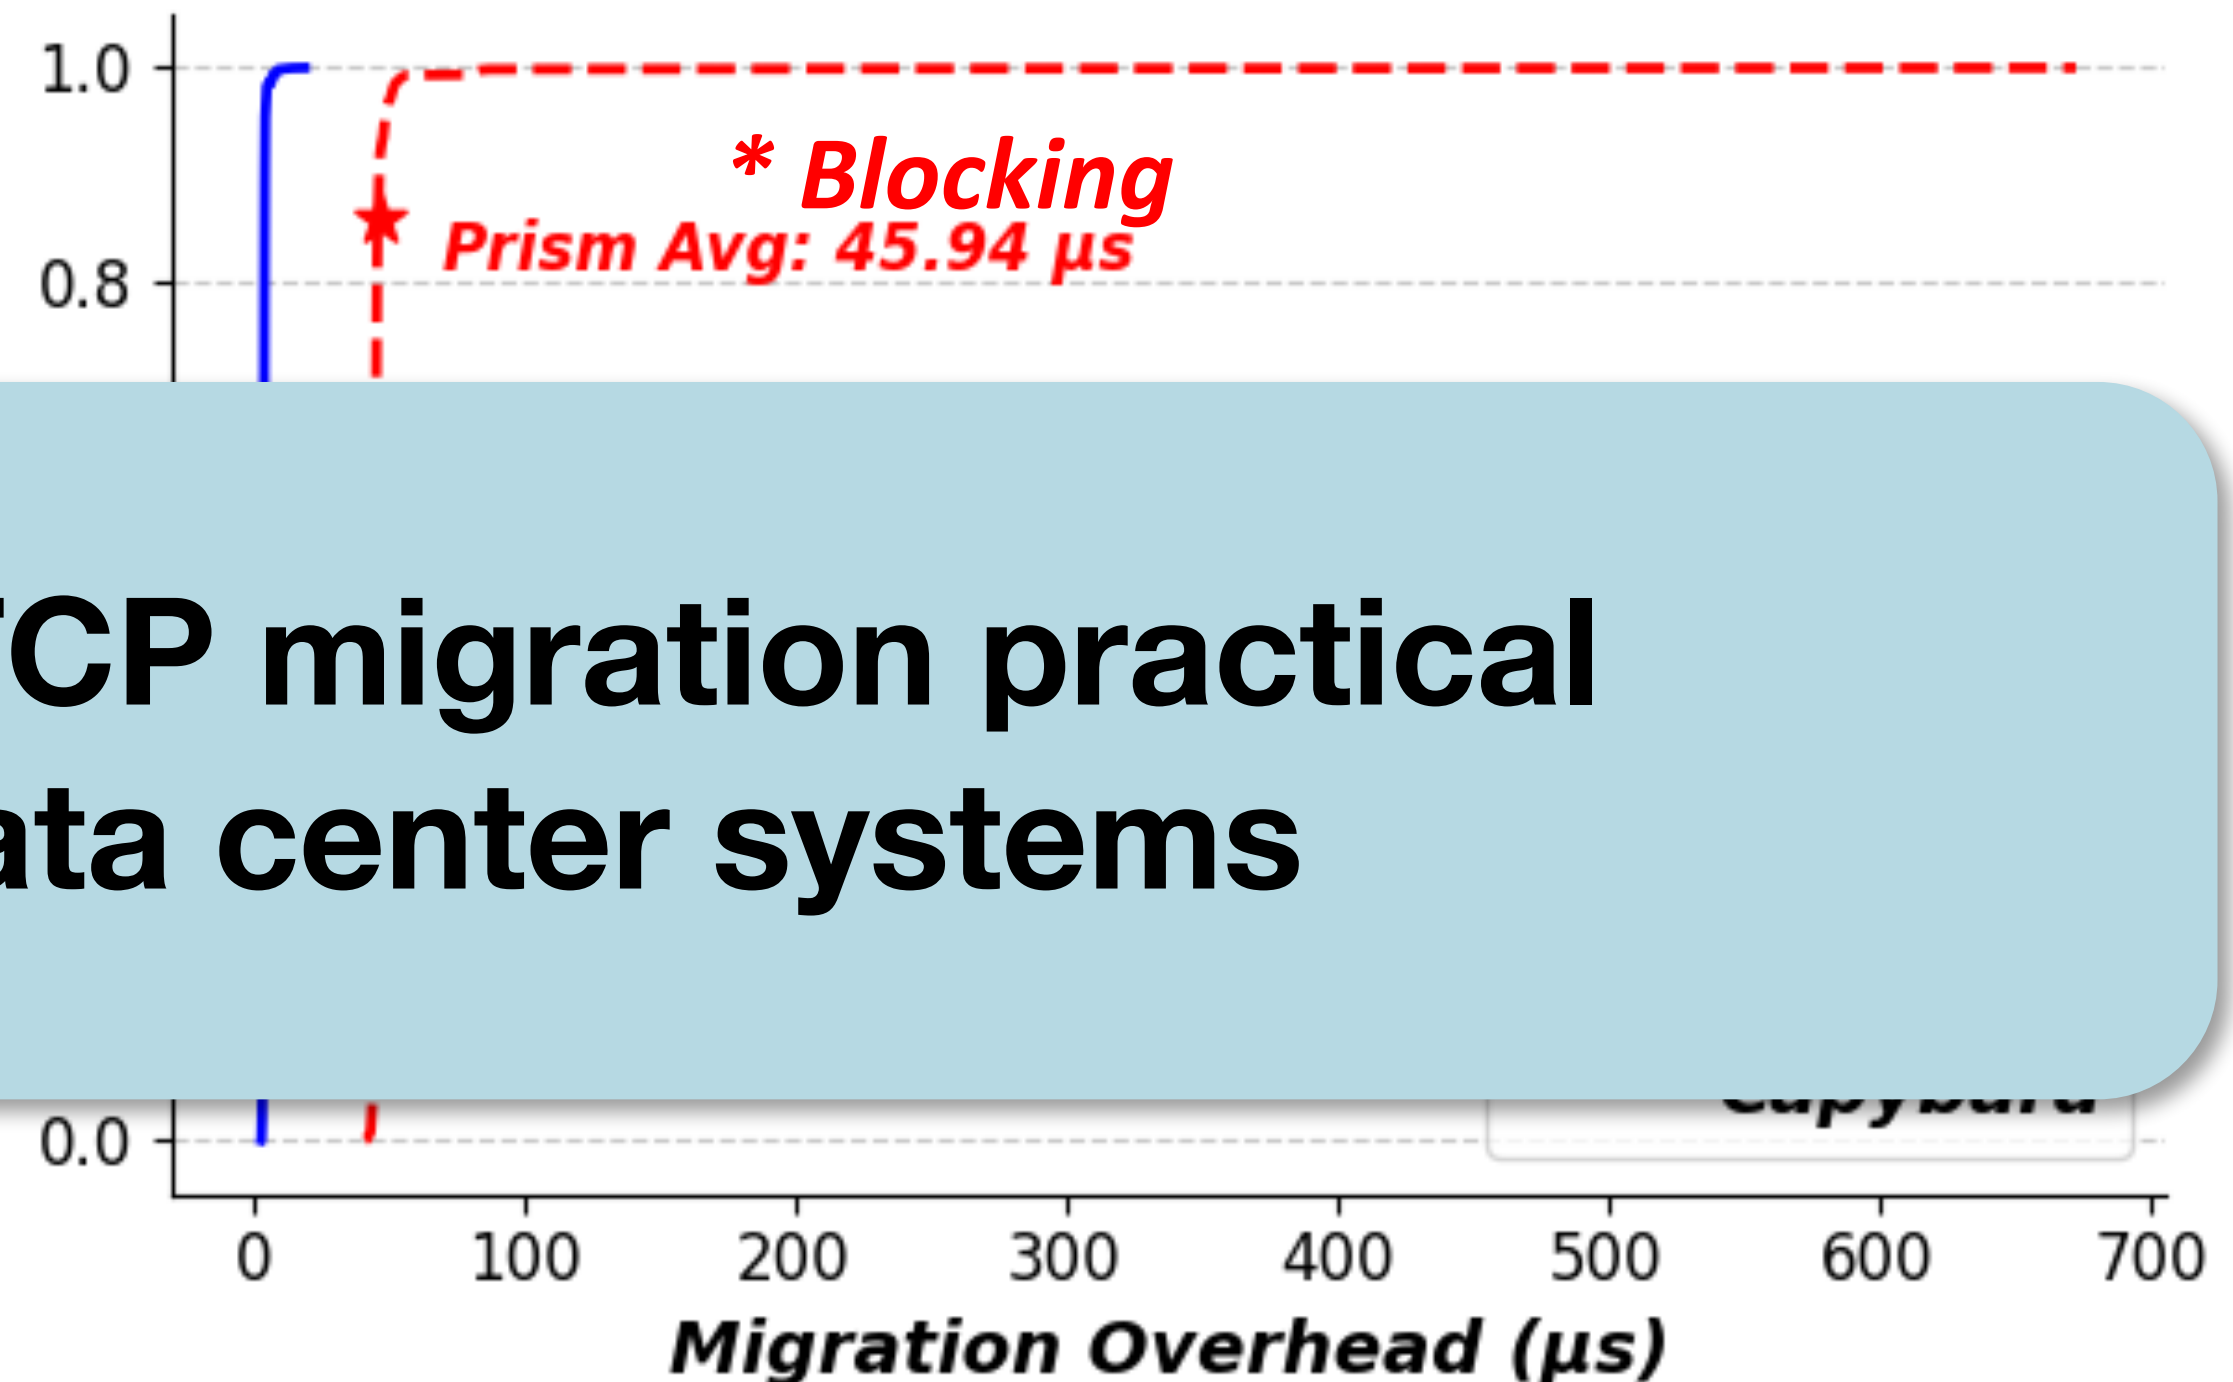 1.0
* Blocking
Prism Avg: 45.94 µs
0.8
CP migration practical
ata center systems
Capybara
0.0
0 100 200 300 400 500 600 700
Migration Overhead (µs)